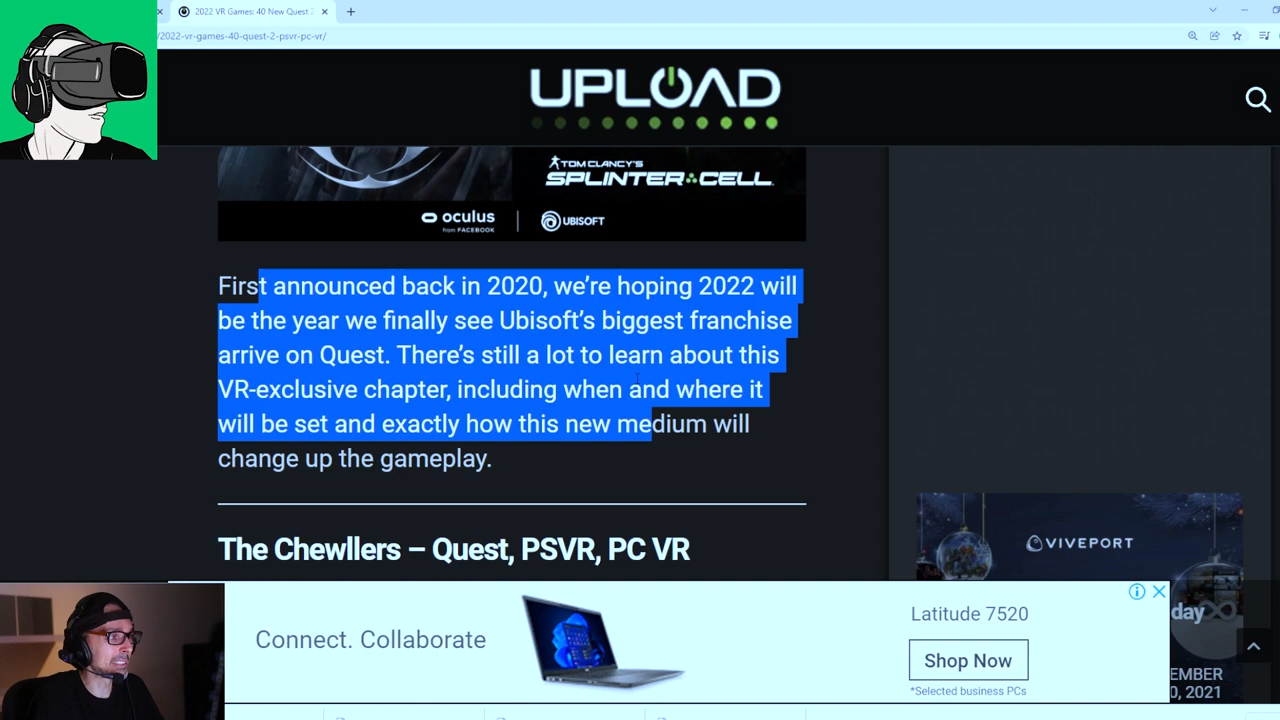 2022 VR Games: 40 New Quest 2
/2022-vr-games-40-quest-2-psvr-pc-vr/
UPLOAD
TOM CLANCY'S
SPLINTER CELL
oculus
from FACEBOOK
UBISOFT
First announced back in 2020, we're hoping 2022 will
be the year we finally see Ubisoft's biggest franchise
arrive on Quest. There's still a lot to learn about this
VR-exclusive chapter, including when and where it
will be set and exactly how this new medium will
change up the gameplay.
The Chewllers – Quest, PSVR, PC VR
VIVEPORT
day
EMBER
0, 2021
Connect. Collaborate
Latitude 7520
Shop Now
*Selected business PCs